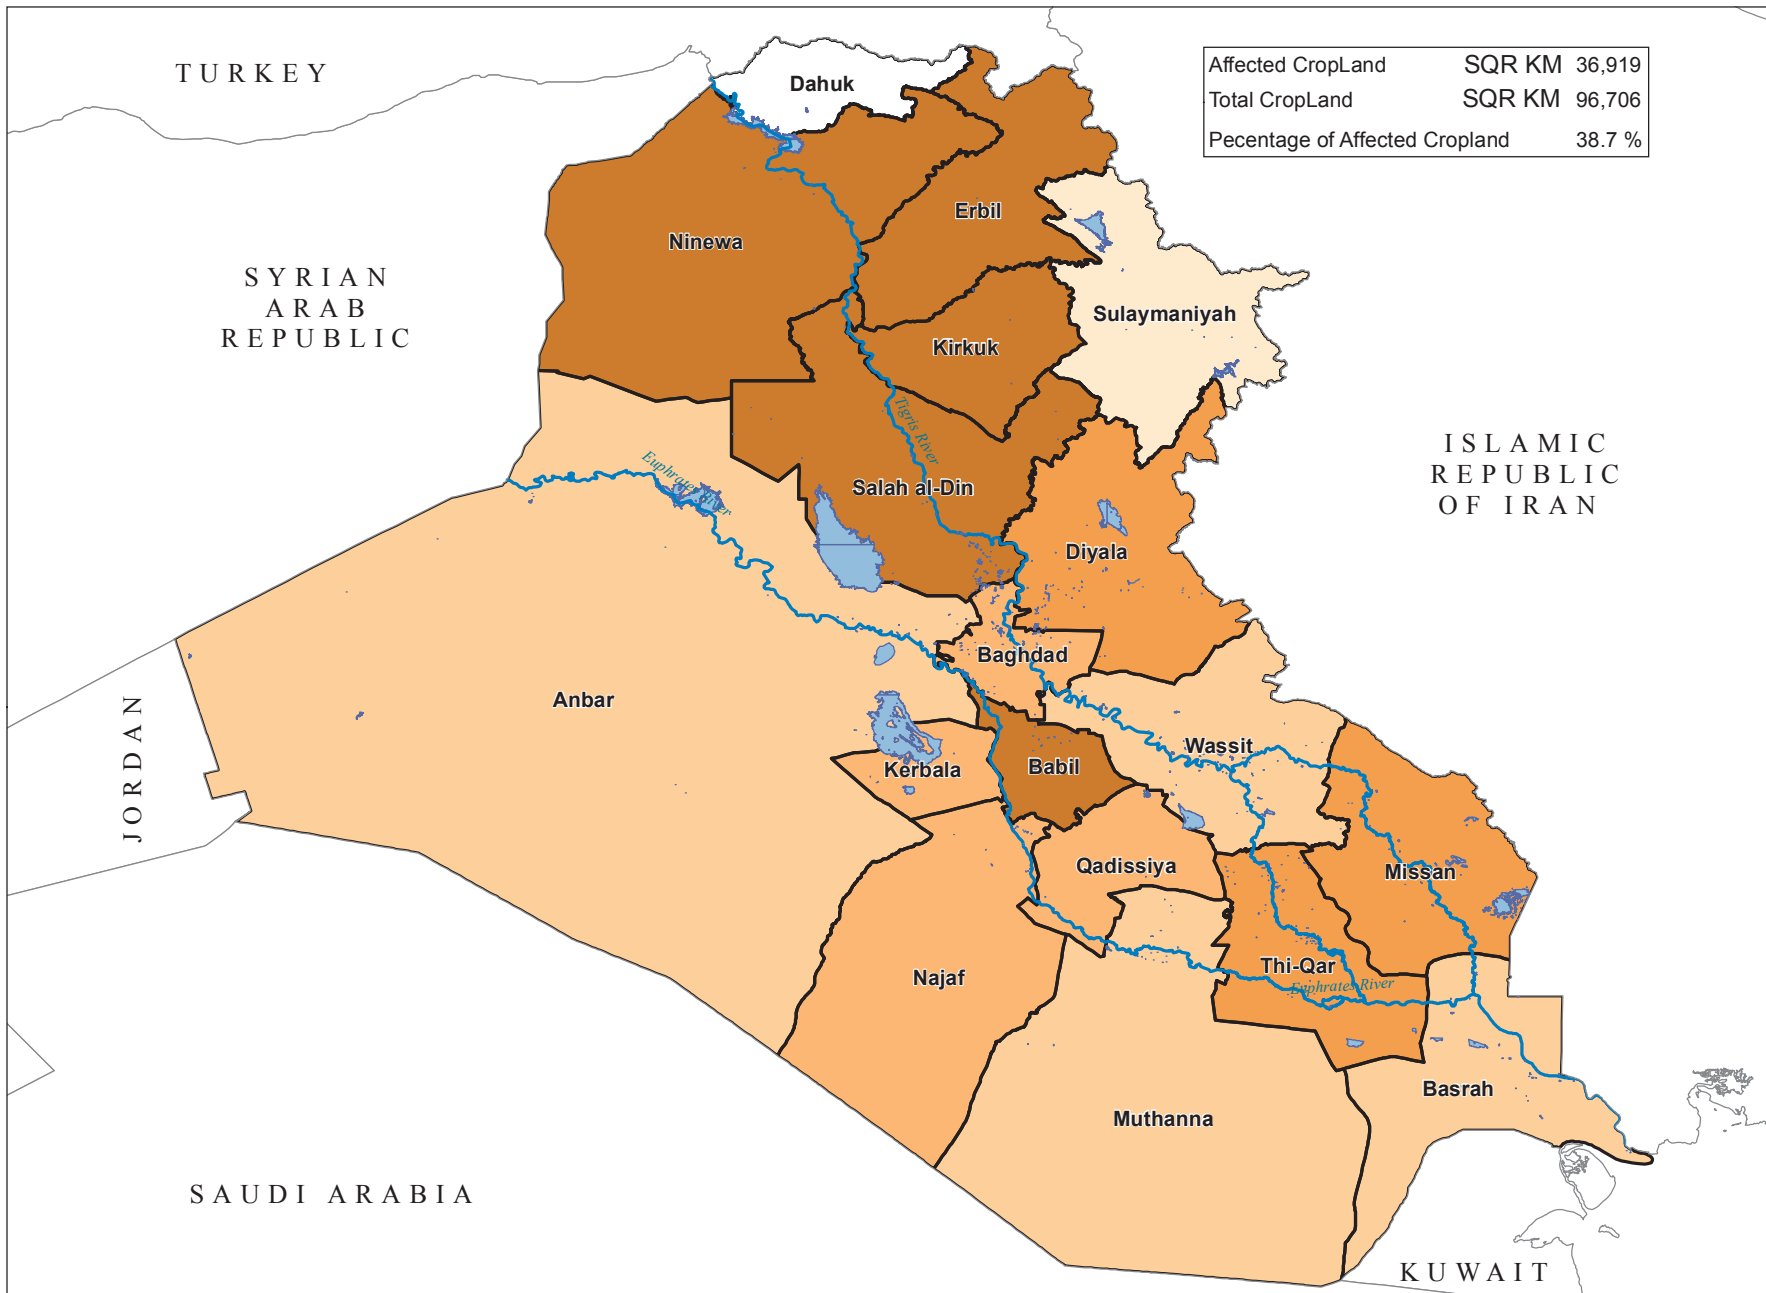 TURKEY
Dahuk
Affected CropLand SQR KM 36,919
Total CropLand SQR KM 96,706
Pecentage of Affected Cropland 38.7 %
Erbil
Ninewa
SYRIAN
ARAB
REPUBLIC
Sulaymaniyah
Kirkuk
Tigris River
Euphrates River
Salah al-Din
ISLAMIC
REPUBLIC
OF IRAN
Diyala
Baghdad
Anbar
JORDAN
Wassit
Kerbala
Babil
Qadissiya
Missan
Najaf
Thi-Qar
Euphrates River
Basrah
Muthanna
SAUDI ARABIA
KUWAIT